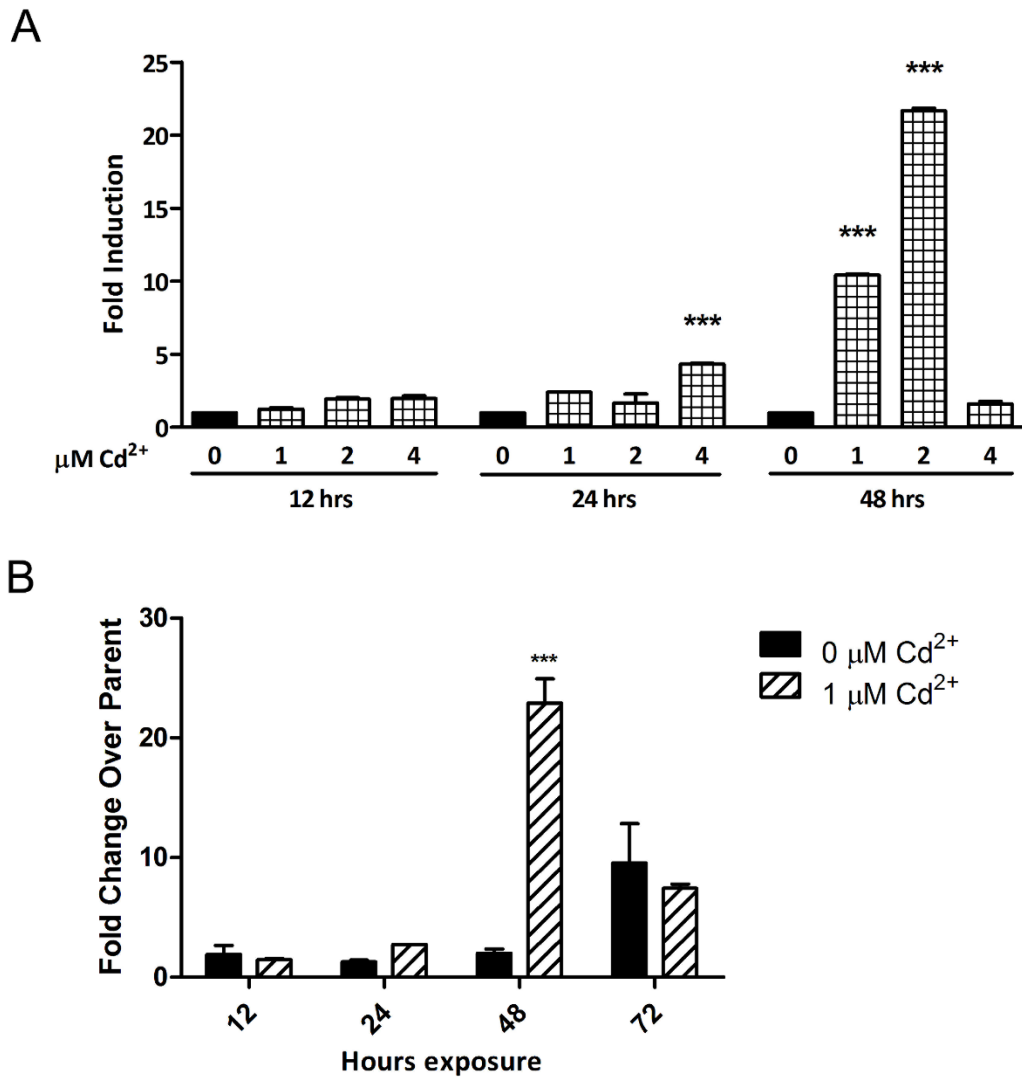 A
Fold Induction
25
20
15
10
5
0
***
***
***
μM Cd²⁺
0 1 2 4 0 1 2 4 0 1 2 4
12 hrs 24 hrs 48 hrs
B
Fold Change Over Parent
30
20
10
0
***
0 μM Cd²⁺
1 μM Cd²⁺
12 24 48 72
Hours exposure